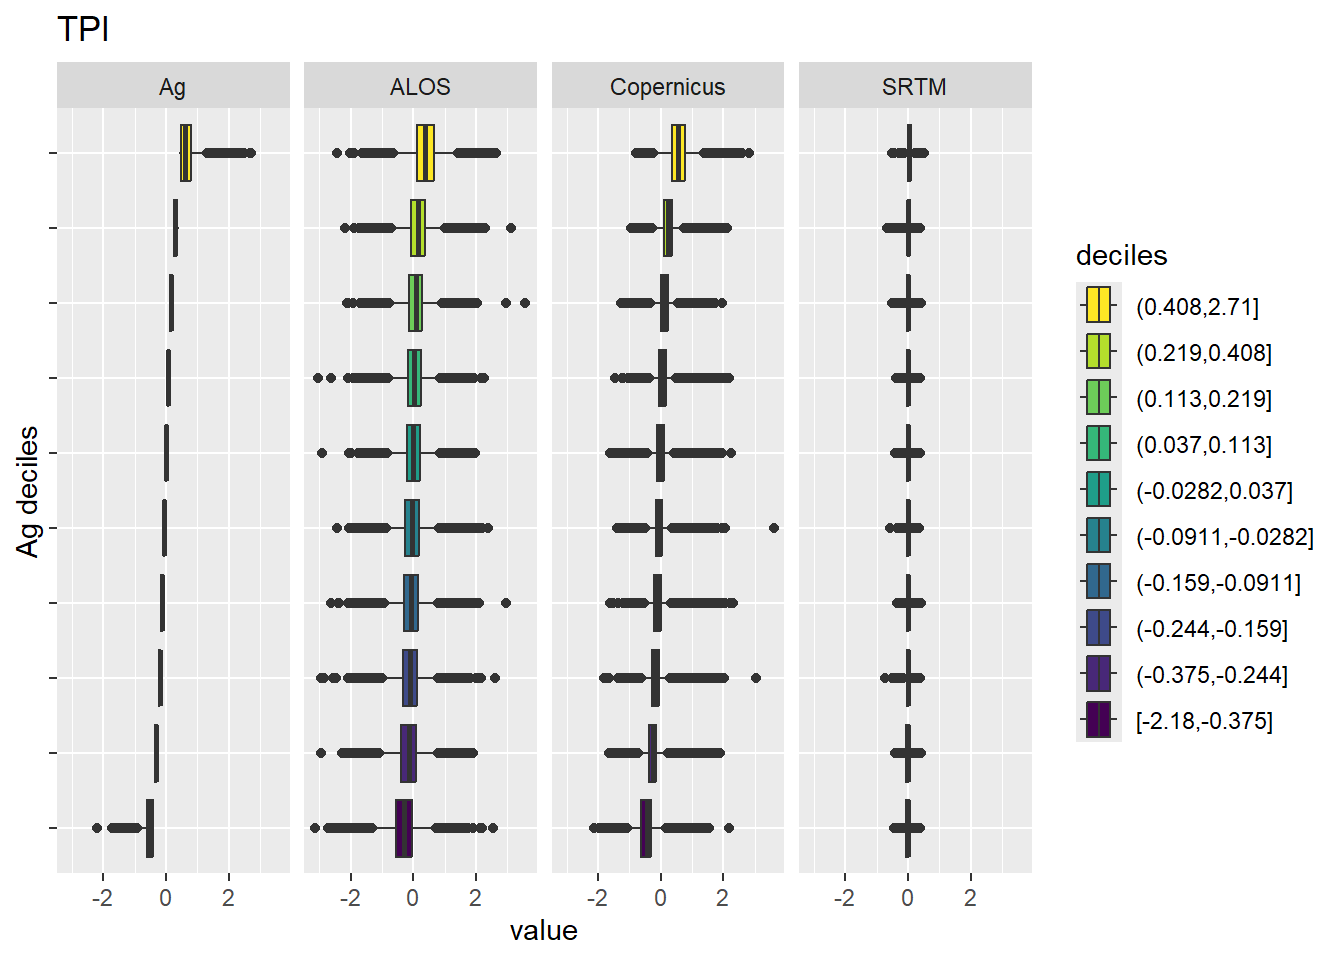 TPI
Ag
ALOS
Copernicus
SRTM
Ag deciles
-2 0 2
-2 0 2
-2 0 2
-2 0 2
value
deciles
(0.408,2.71]
(0.219,0.408]
(0.113,0.219]
(0.037,0.113]
(-0.0282,0.037]
(-0.0911,-0.0282]
(-0.159,-0.0911]
(-0.244,-0.159]
(-0.375,-0.244]
[-2.18,-0.375]